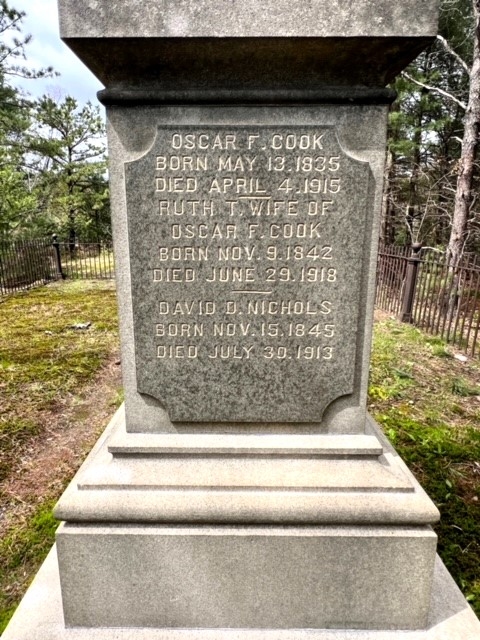 OSCAR F. COOK
BORN MAY. 13. 1835
DIED APRIL. 4. 1915
RUTH T. WIFE OF
OSCAR F. COOK
BORN NOV. 9. 1842
DIED JUNE 29. 1918
DAVID D. NICHOLS
BORN NOV. 15. 1845
DIED JULY 30. 1913